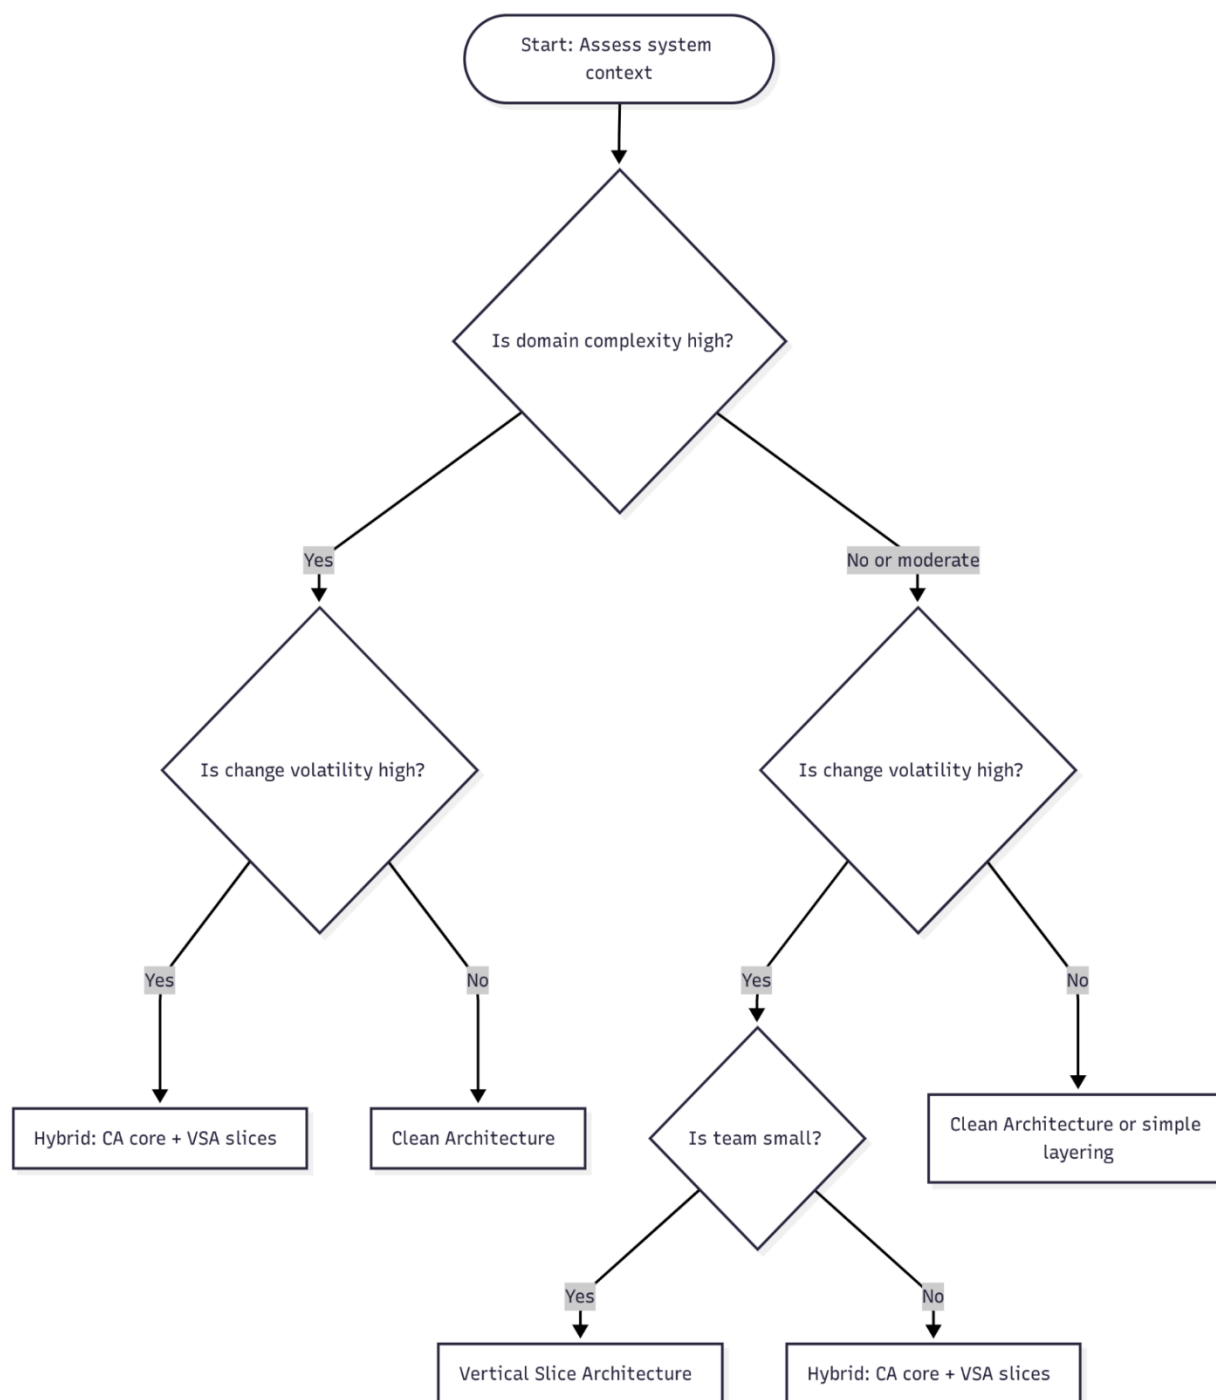 Start: Assess system
context
Is domain complexity high?
Yes
No or moderate
Is change volatility high?
Is change volatility high?
Yes
No
Yes
No
Hybrid: CA core + VSA slices
Clean Architecture
Is team small?
Clean Architecture or simple
layering
Yes
No
Vertical Slice Architecture
Hybrid: CA core + VSA slices